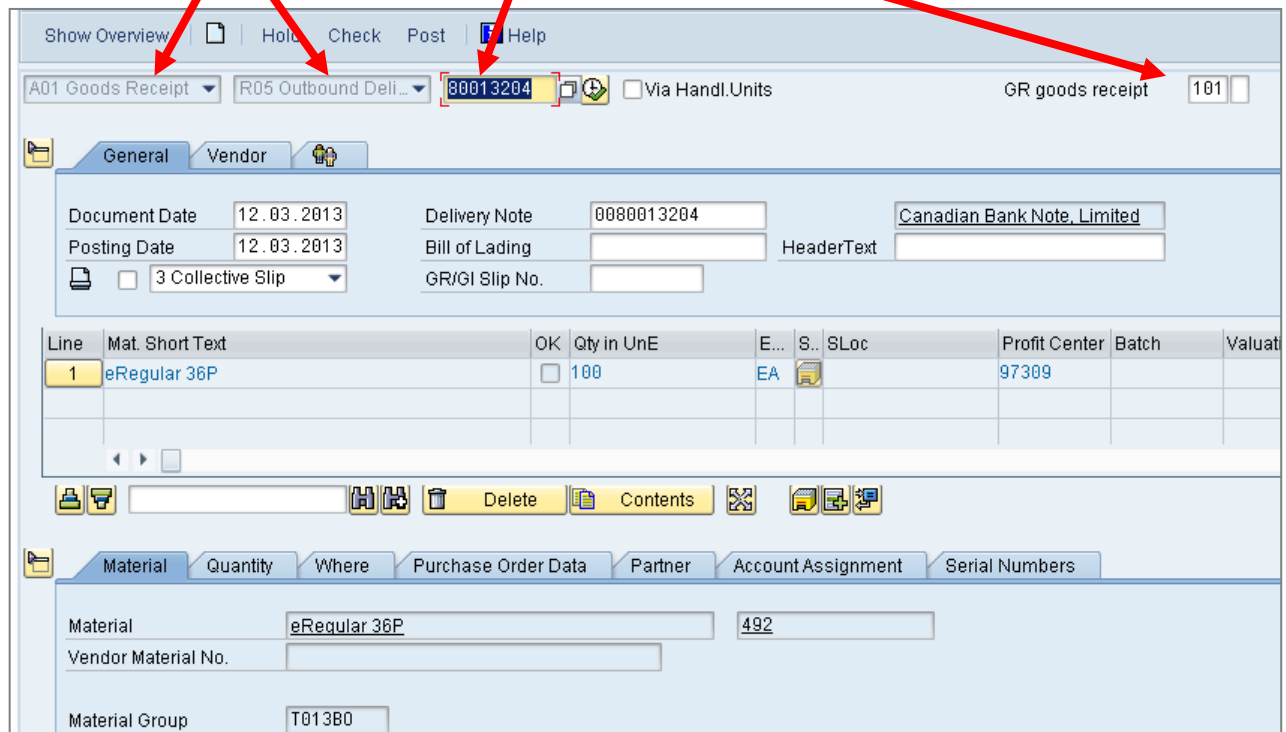 Show Overview Hold Check Post Help
A01 Goods Receipt R05 Outbound Deli... 80013204 Via Handl.Units GR goods receipt 101
General Vendor
Document Date 12.03.2013 Delivery Note 0080013204 Canadian Bank Note, Limited
Posting Date 12.03.2013 Bill of Lading HeaderText
3 Collective Slip GR/GI Slip No.
Line Mat. Short Text OK Qty in UnE E... S.. SLoc Profit Center Batch Valuati
1 eRegular 36P 100 EA 97309
Delete Contents
Material Quantity Where Purchase Order Data Partner Account Assignment Serial Numbers
Material eRegular 36P 492
Vendor Material No.
Material Group T013B0